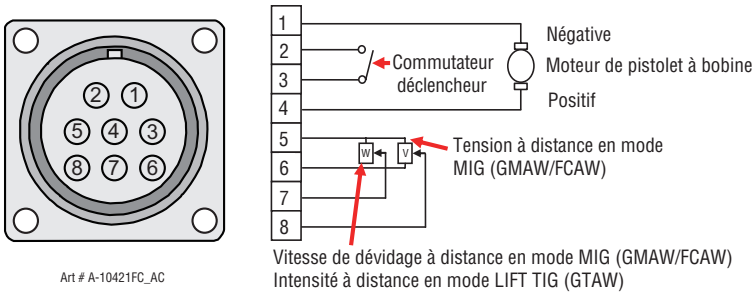 2 1
5 4 3
8 7 6
Art # A-10421FC_AC
1
2
3
4
5
6
7
8
Négative
Moteur de pistolet à bobine
Positif
Commutateur
déclencheur
W
V
Tension à distance en mode
MIG (GMAW/FCAW)
Vitesse de dévidage à distance en mode MIG (GMAW/FCAW)
Intensité à distance en mode LIFT TIG (GTAW)